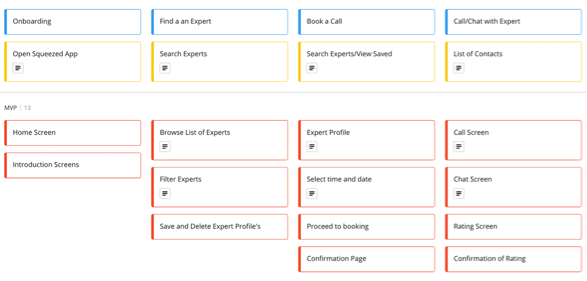 Onboarding
Find a an Expert
Book a Call
Call/Chat with Expert
Open Squeezed App
Search Experts
Search Experts/View Saved
List of Contacts
MVP 13
Home Screen
Browse List of Experts
Expert Profile
Call Screen
Introduction Screens
Filter Experts
Select time and date
Chat Screen
Save and Delete Expert Profile's
Proceed to booking
Rating Screen
Confirmation Page
Confirmation of Rating